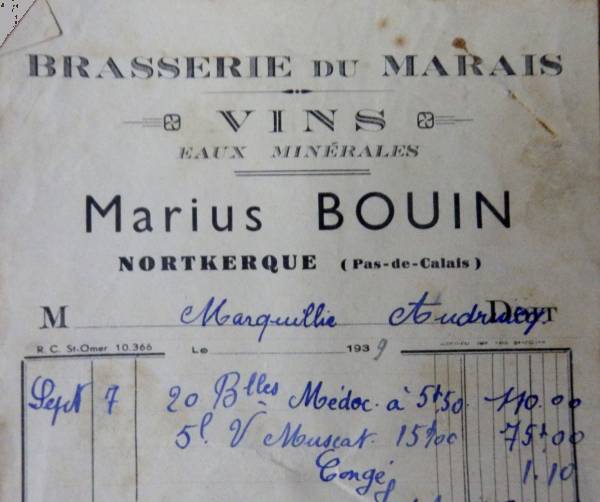 BRASSERIE DU MARAIS
VINS
EAUX MINÉRALES
Marius BOUIN
NORTKERQUE (Pas-de-Calais)
M Marquillie Audruicq Doit
R. C. St-Omer 10.366 Le 1939
Sept 7 20 Blles Médoc à 5f50 110.00
5l. V Muscat 15f00 75f00
Congé 1.10